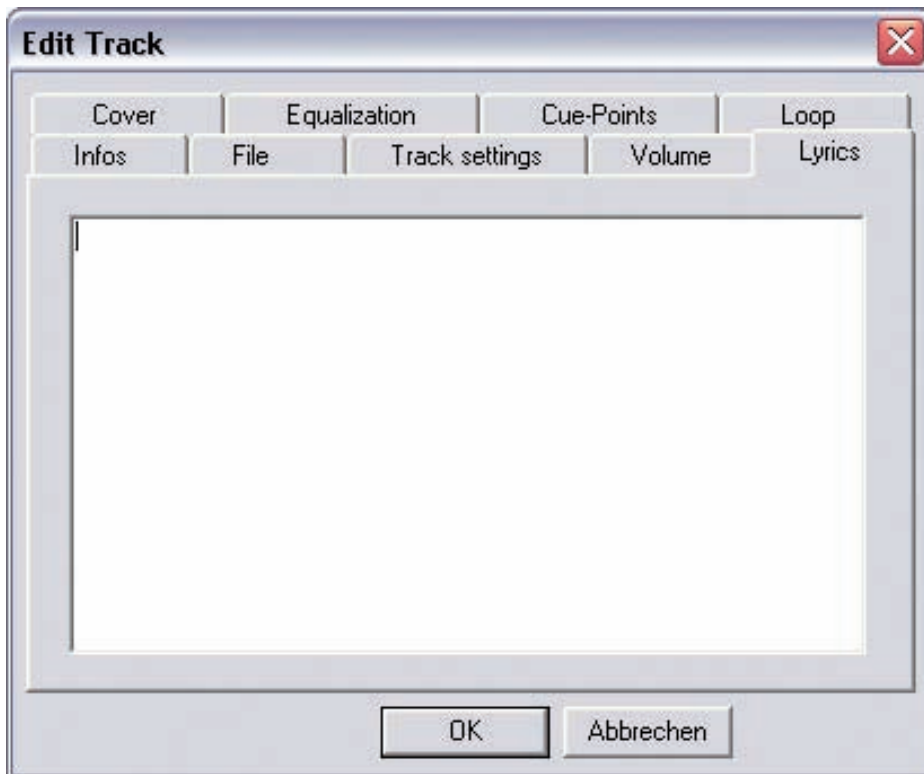 Edit Track
Cover Equalization Cue-Points Loop
Infos File Track settings Volume Lyrics
OK Abbrechen